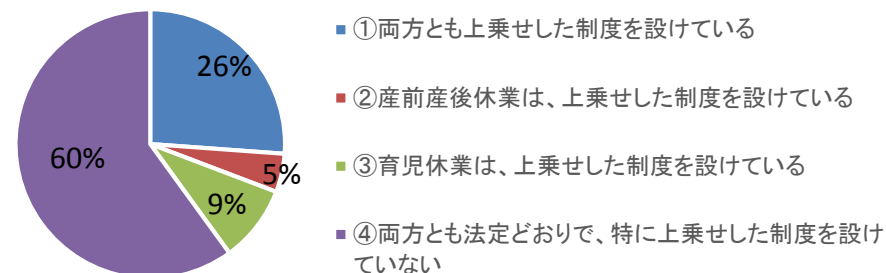 26%
5%
9%
60%
①両方とも上乗せした制度を設けている
②産前産後休業は、上乗せした制度を設けている
③育児休業は、上乗せした制度を設けている
④両方とも法定どおりで、特に上乗せした制度を設け
ていない